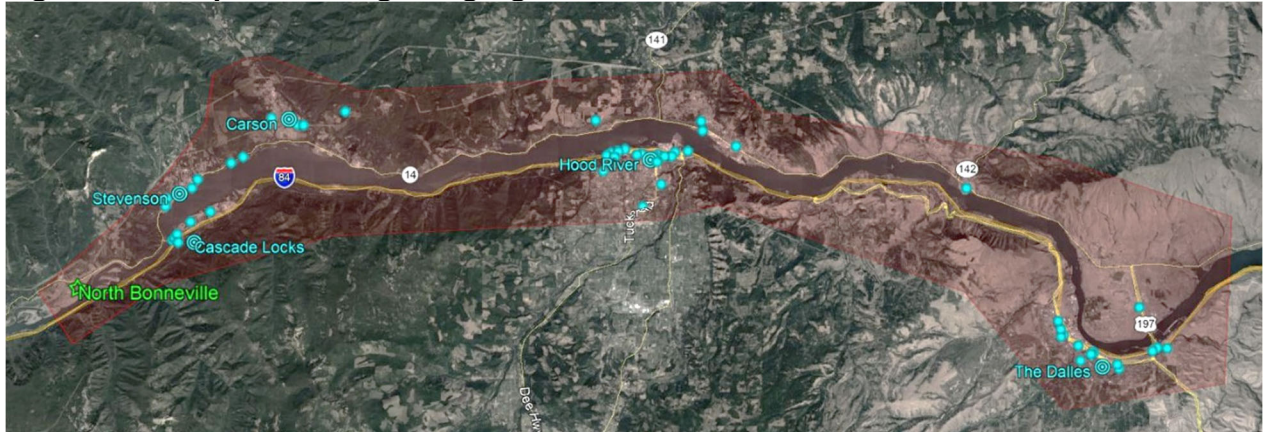 141
Carson
Hood River
142
84
14
Stevenson
Cascade Locks
North Bonneville
197
The Dalles